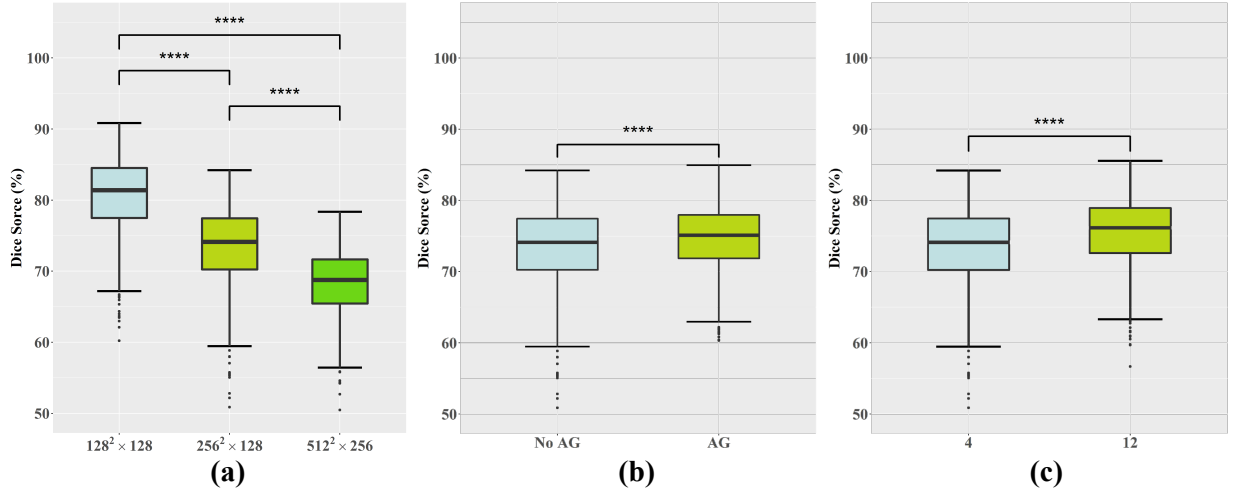 ****
100
****
****
90
80
70
60
50
Dice Sorce (%)
128² × 128
256² × 128
512² × 256
(a)
100
90
80
70
60
50
****
Dice Sorce (%)
No AG
AG
(b)
100
90
80
70
60
50
****
Dice Sorce (%)
4
12
(c)